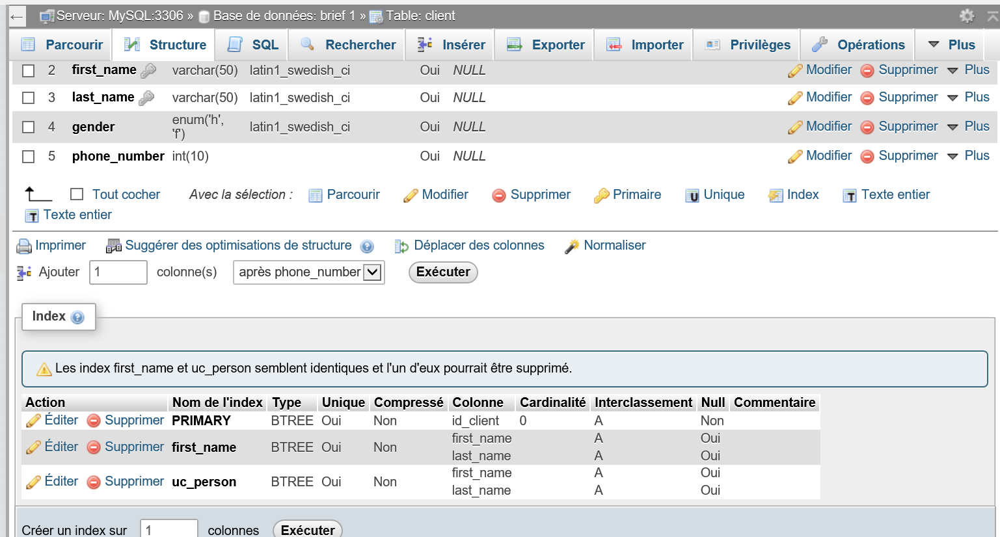 Serveur: MySQL:3306 » Base de données: brief 1 » Table: client
Parcourir Structure SQL Rechercher Insérer Exporter Importer Privilèges Opérations Plus
2 first_name varchar(50) latin1_swedish_ci Oui NULL Modifier Supprimer Plus
3 last_name varchar(50) latin1_swedish_ci Oui NULL Modifier Supprimer Plus
4 gender enum('h', 'f') latin1_swedish_ci Oui NULL Modifier Supprimer Plus
5 phone_number int(10) Oui NULL Modifier Supprimer Plus
Tout cocher Avec la sélection : Parcourir Modifier Supprimer Primaire Unique Index Texte entier
Texte entier
Imprimer Suggérer des optimisations de structure Déplacer des colonnes Normaliser
Ajouter 1 colonne(s) après phone_number Exécuter
Index
Les index first_name et uc_person semblent identiques et l'un d'eux pourrait être supprimé.
Action Nom de l'index Type Unique Compressé Colonne Cardinalité Interclassement Null Commentaire
Éditer Supprimer PRIMARY BTREE Oui Non id_client 0 A Non
Éditer Supprimer first_name BTREE Oui Non first_name A Oui
last_name A Oui
Éditer Supprimer uc_person BTREE Oui Non first_name A Oui
last_name A Oui
Créer un index sur 1 colonnes Exécuter